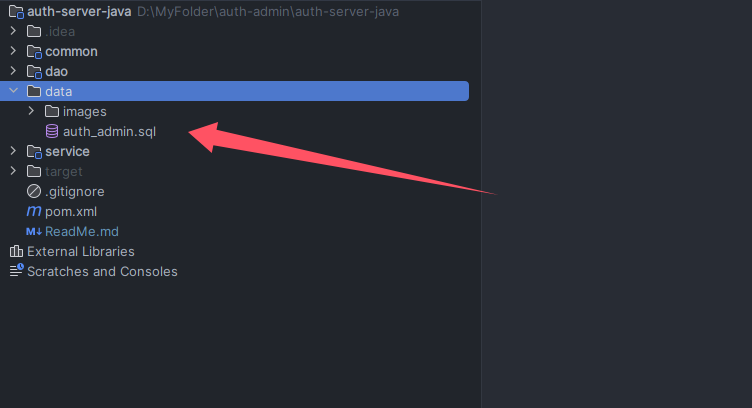 auth-server-java D:\MyFolder\auth-admin\auth-server-java
.idea
common
dao
data
images
auth_admin.sql
service
target
.gitignore
m pom.xml
M↓ ReadMe.md
External Libraries
Scratches and Consoles